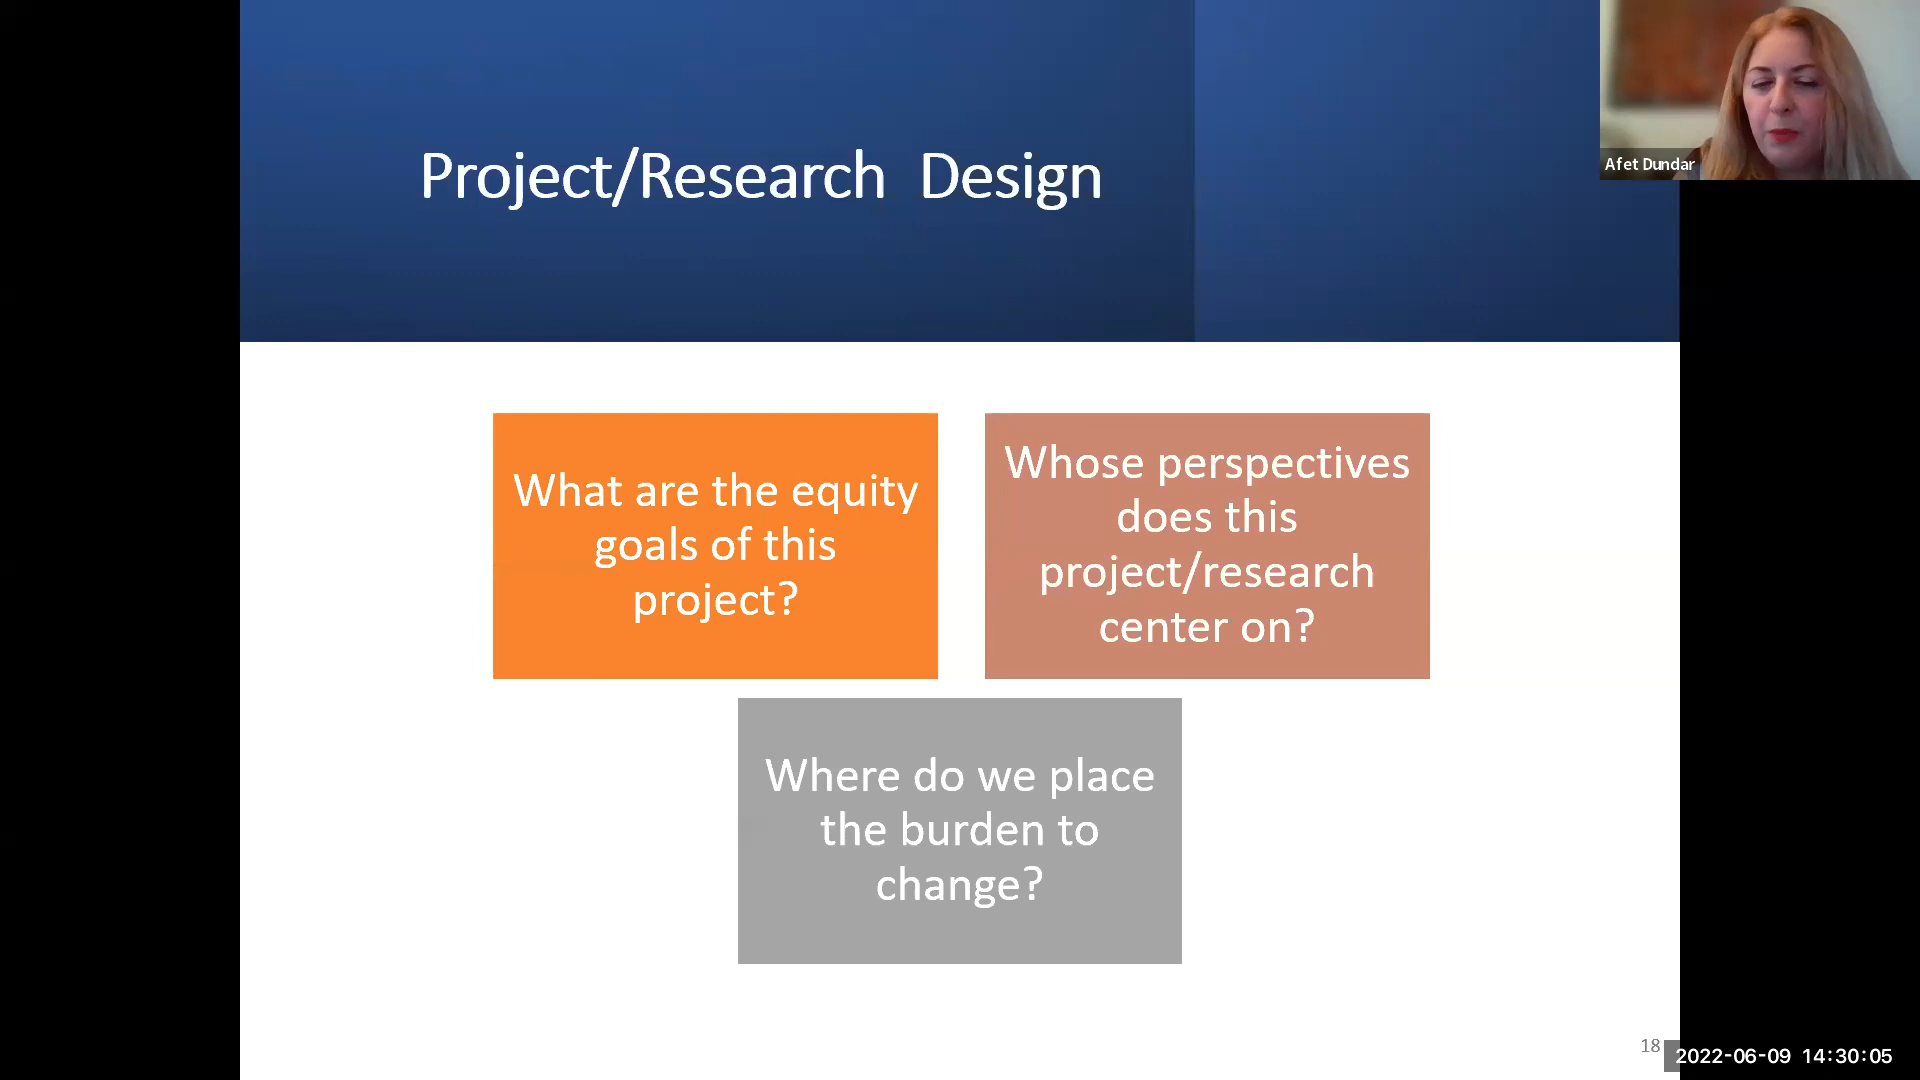 Project/Research Design
Afet Dundar
What are the equity
goals of this
project?
Whose perspectives
does this
project/research
center on?
Where do we place
the burden to
change?
18
2022-06-09 14:30:05